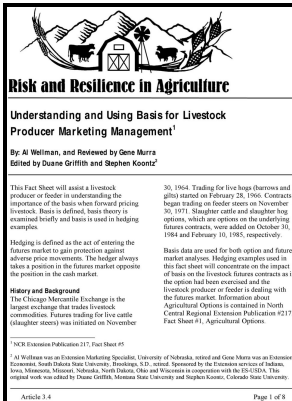 Risk and Resilience in Agriculture
Understanding and Using Basis for Livestock
Producer Marketing Management¹
By: Al Wellman, and Reviewed by Gene Murra
Edited by Duane Griffith and Stephen Koontz²
This Fact Sheet will assist a livestock
producer or feeder in understanding the
importance of the basis when forward pricing
livestock. Basis is defined, basis theory is
examined briefly and basis is used in hedging
examples.
Hedging is defined as the act of entering the
futures market to gain protection against
adverse price movements. The hedger always
takes a position in the futures market opposite
the position in the cash market.
History and Background
The Chicago Mercantile Exchange is the
largest exchange that trades livestock
commodities. Futures trading for live cattle
(slaughter steers) was initiated on November
30, 1964. Trading for live hogs (barrows and
gilts) started on February 28, 1966. Contracts
began trading on feeder steers on November
30, 1971. Slaughter cattle and slaughter hog
options, which are options on the underlying
futures contracts, were added on October 30,
1984 and February 10, 1985, respectively.
Basis data are used for both option and future
market analyses. Hedging examples used in
this fact sheet will concentrate on the impact
of basis on the livestock futures contracts as i
the option had been exercised and the
livestock producer or feeder is dealing with
the futures market. Information about
Agricultural Options is contained in North
Central Regional Extension Publication #217
Fact Sheet #1, Agricultural Options.
¹ NCR Extension Publication 217, Fact Sheet #5
² Al Wellman was an Extension Marketing Specialist, University of Nebraska, retired and Gene Murra was an Extension
Economist, South Dakota State University, Brookings, S.D., retired. Sponsored by the Extension services of Indiana,
Iowa, Minnesota, Missouri, Nebraska, North Dakota, Ohio and Wisconsin in cooperation with the ES-USDA. This
original work was edited by Duane Griffith, Montana State University and Stephen Koontz, Colorado State University.
Article 3.4
Page 1 of 8